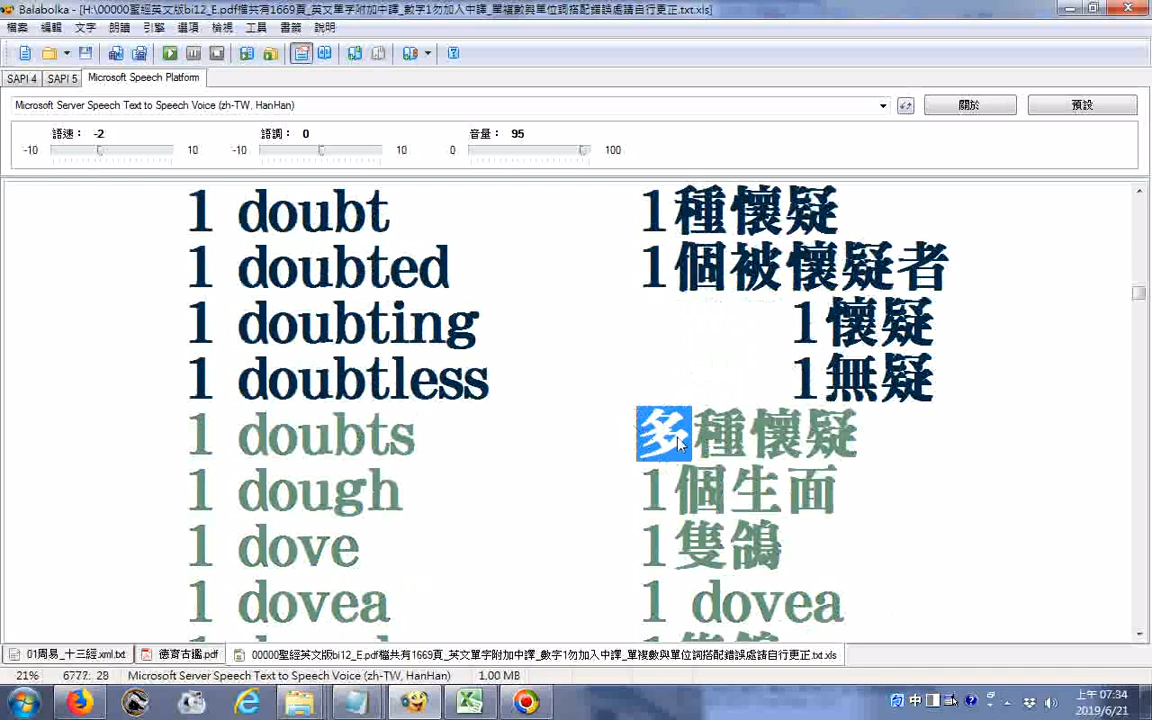 Balabolka - [H:\00000聖經英文版bi12_E.pdf檔共有1669頁_英文單字附加中譯_數字1勿加入中譯_單複數與單位詞搭配錯誤處請自行更正.txt.xls]
檔案 編輯 文字 朗讀 引擎 選項 檢視 工具 書籤 說明
SAPI 4 SAPI 5 Microsoft Speech Platform
Microsoft Server Speech Text to Speech Voice (zh-TW, HanHan) 關於 預設
語速： -2 語調： 0 音量： 95
-10 10 -10 10 0 100
1 doubt 1種懷疑
1 doubted 1個被懷疑者
1 doubting 1懷疑
1 doubtless 1無疑
1 doubts 多種懷疑
1 dough 1個生面
1 dove 1隻鴿
1 dovea 1 dovea
01周易_十三經.xml.txt 德育古鑑.pdf 00000聖經英文版bi12_E.pdf檔共有1669頁_英文單字附加中譯_數字1勿加入中譯_單複數與單位詞搭配錯誤處請自行更正.txt.xls
21% 6777: 28 Microsoft Server Speech Text to Speech Voice (zh-TW, HanHan) 1.00 MB
中 上午 07:34
2019/6/21